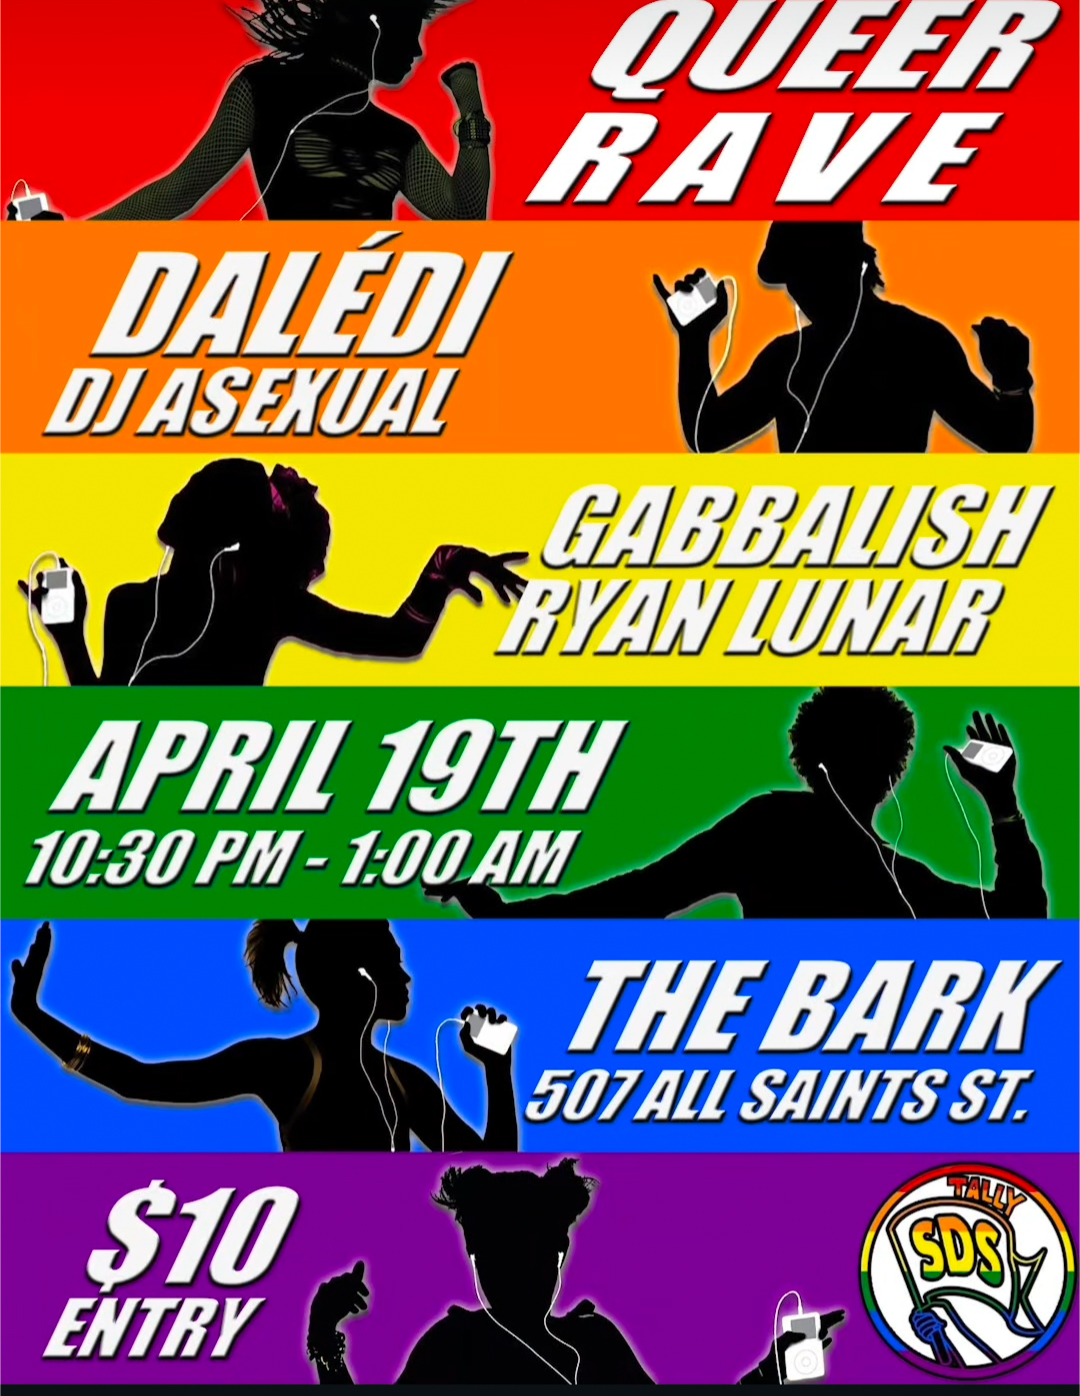 QUEER
RAVE
DALÉDI
DJ ASEXUAL
GABBALISH
RYAN LUNAR
APRIL 19TH
10:30 PM - 1:00 AM
THE BARK
507 ALL SAINTS ST.
$10
ENTRY
TALLY
SDS